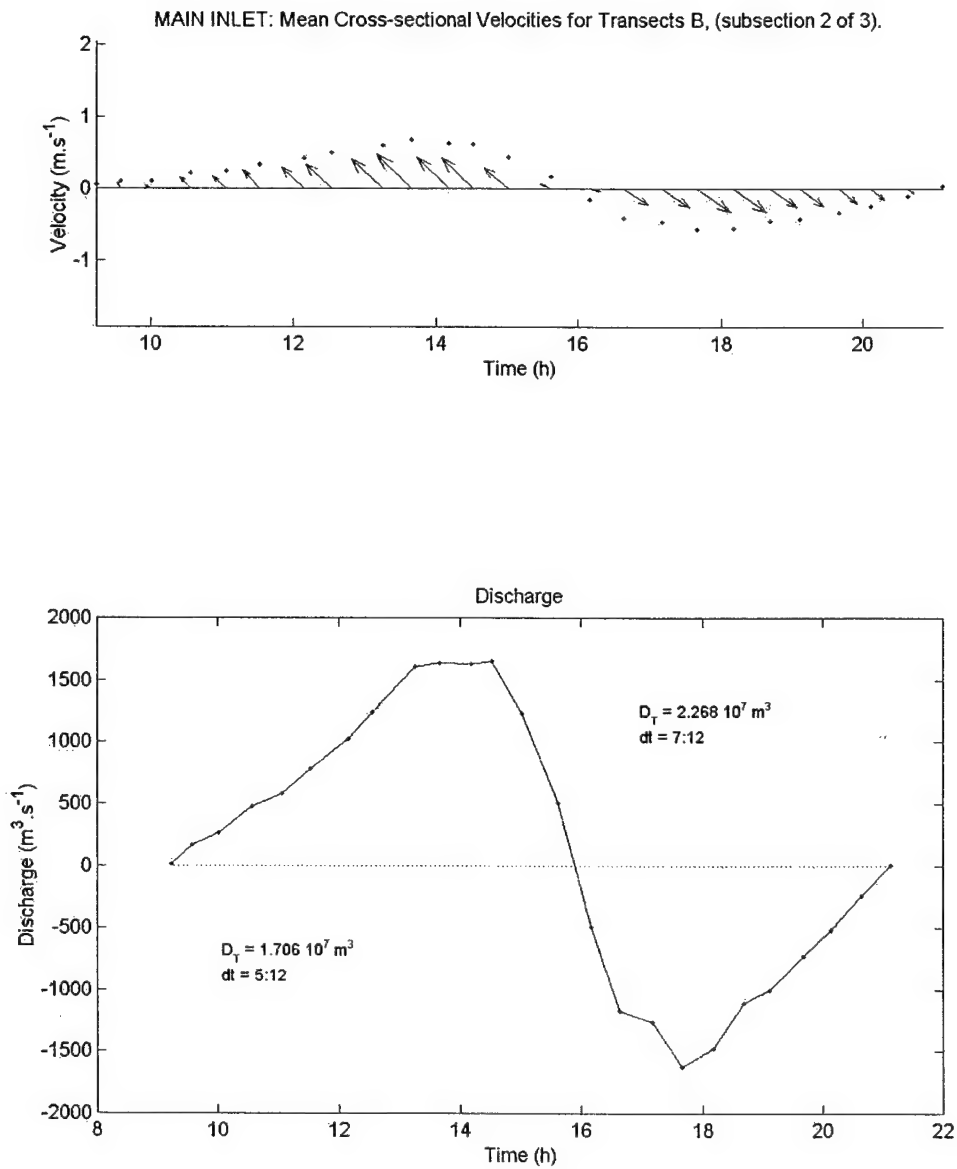 MAIN INLET: Mean Cross-sectional Velocities for Transects B, (subsection 2 of 3).
2
1
0
-1
Velocity (m.s⁻¹)
10 12 14 16 18 20
Time (h)
Discharge
2000
1500
1000
500
0
-500
-1000
-1500
-2000
Discharge (m³.s⁻¹)
D_T = 2.268 10⁷ m³
dt = 7:12
D_T = 1.706 10⁷ m³
dt = 5:12
8 10 12 14 16 18 20 22
Time (h)